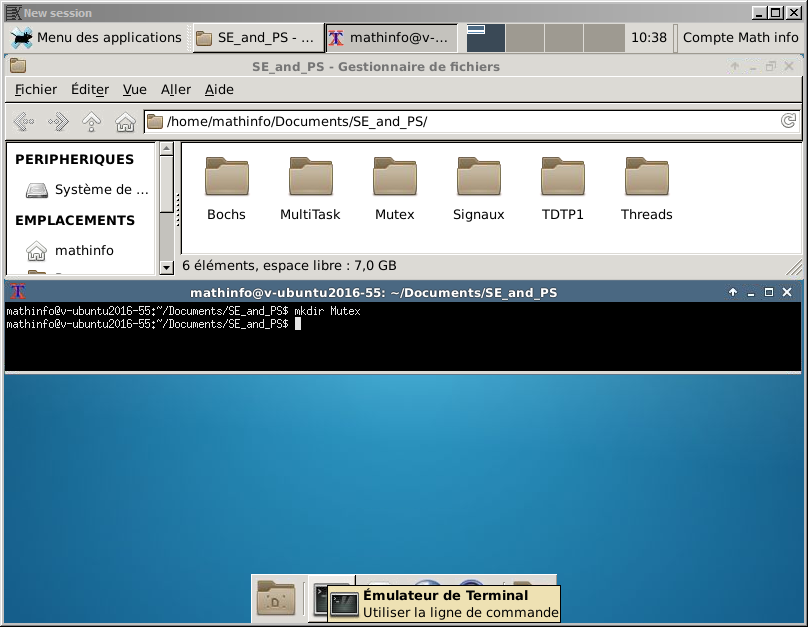 New session
Menu des applications
SE_and_PS - ...
mathinfo@v-...
10:38
Compte Math info
SE_and_PS - Gestionnaire de fichiers
Fichier Éditer Vue Aller Aide
/home/mathinfo/Documents/SE_and_PS/
PERIPHERIQUES
Système de ...
EMPLACEMENTS
mathinfo
Bochs
MultiTask
Mutex
Signaux
TDTP1
Threads
6 éléments, espace libre : 7,0 GB
mathinfo@v-ubuntu2016-55: ~/Documents/SE_and_PS
mathinfo@v-ubuntu2016-55:~/Documents/SE_and_PS$ mkdir Mutex
mathinfo@v-ubuntu2016-55:~/Documents/SE_and_PS$
Émulateur de Terminal
Utiliser la ligne de commande